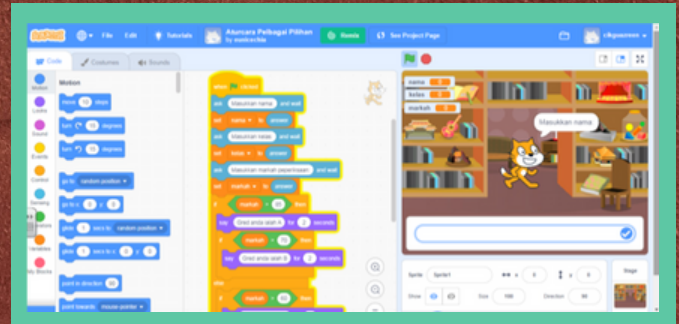 SCRATCH
File
Edit
Tutorials
Aturcara Pelbagai Pilihan
Remix
See Project Page
Code
Costumes
Sounds
Motion
Looks
Sound
Events
Control
Sensing
Variables
My Blocks
Motion
move 10 steps
turn 15 degrees
turn 15 degrees
go to random position
go to x: 0 y: 0
glide 1 secs to random position
glide 1 secs to x: 0 y: 0
point in direction 90
point towards mouse-pointer
when clicked
ask Masukkan nama and wait
set nama to answer
ask Masukkan kelas and wait
set kelas to answer
ask Masukkan markah peperiksaan and wait
set markah to answer
if markah > then
say Gred anda ialah A for 2 seconds
if markah > then
say Gred anda ialah B for 2 seconds
else
if markah > then
nama 0
kelas 0
markah 0
Masukkan nama
Sprite
Sprite1
x 0
y 0
Show
Size 100
Direction 90
Stage